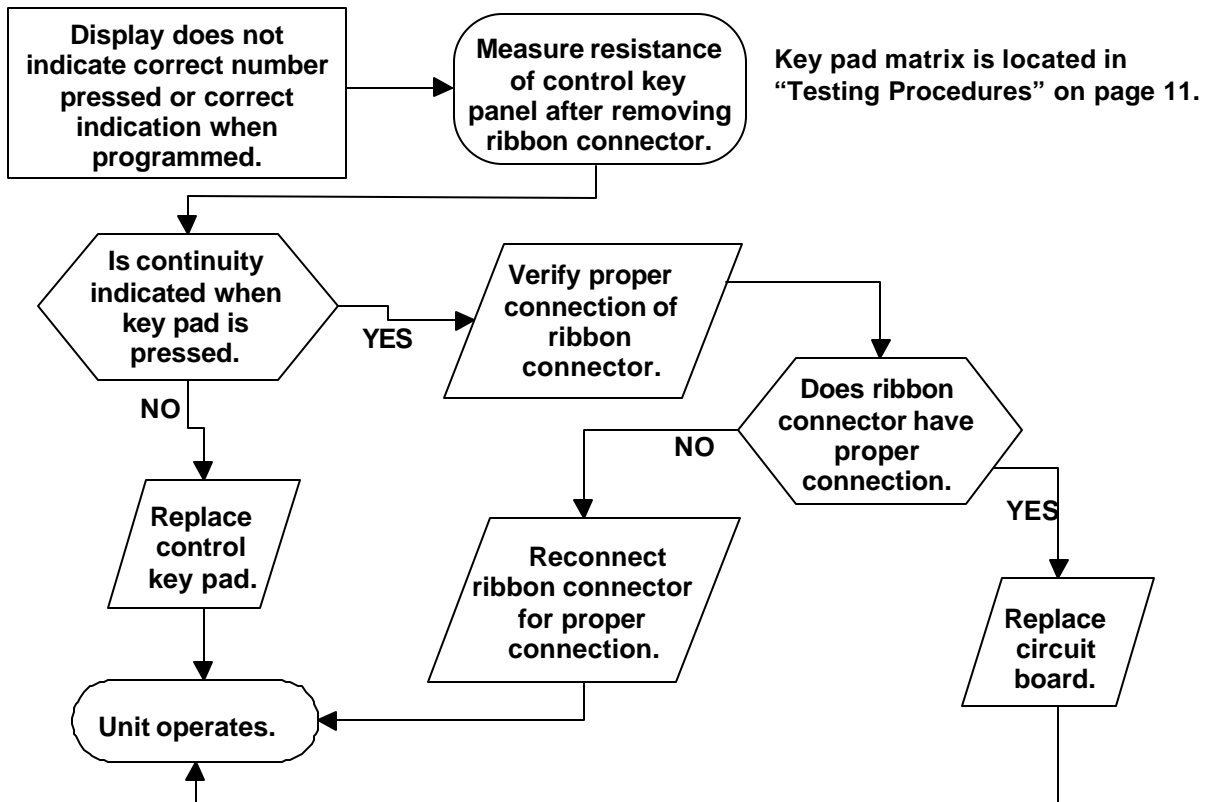 Display does not
indicate correct number
pressed or correct
indication when
programmed.
Measure resistance
of control key
panel after removing
ribbon connector.
Key pad matrix is located in
“Testing Procedures” on page 11.
Is continuity
indicated when
key pad is
pressed.
YES
Verify proper
connection of
ribbon
connector.
NO
Does ribbon
connector have
proper
connection.
NO
YES
Replace
control
key pad.
Reconnect
ribbon connector
for proper
connection.
Replace
circuit
board.
Unit operates.